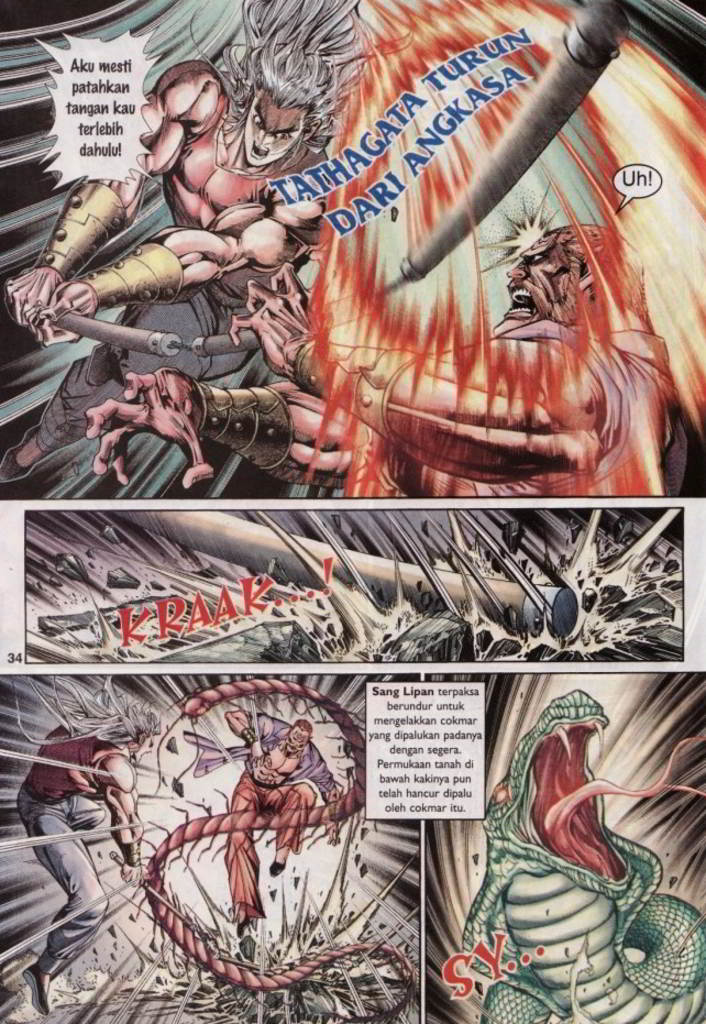 Aku mesti
patahkan
tangan kau
terlebih
dahulu!
TATHAGATA TURUN
DARI ANGKASA
Uh!
KRAAK...!
34
Sang Lipan terpaksa
berundur untuk
mengelakkan cokmar
yang dipalukan padanya
dengan segera.
Permukaan tanah di
bawah kakinya pun
telah hancur dipalu
oleh cokmar itu.
SY...